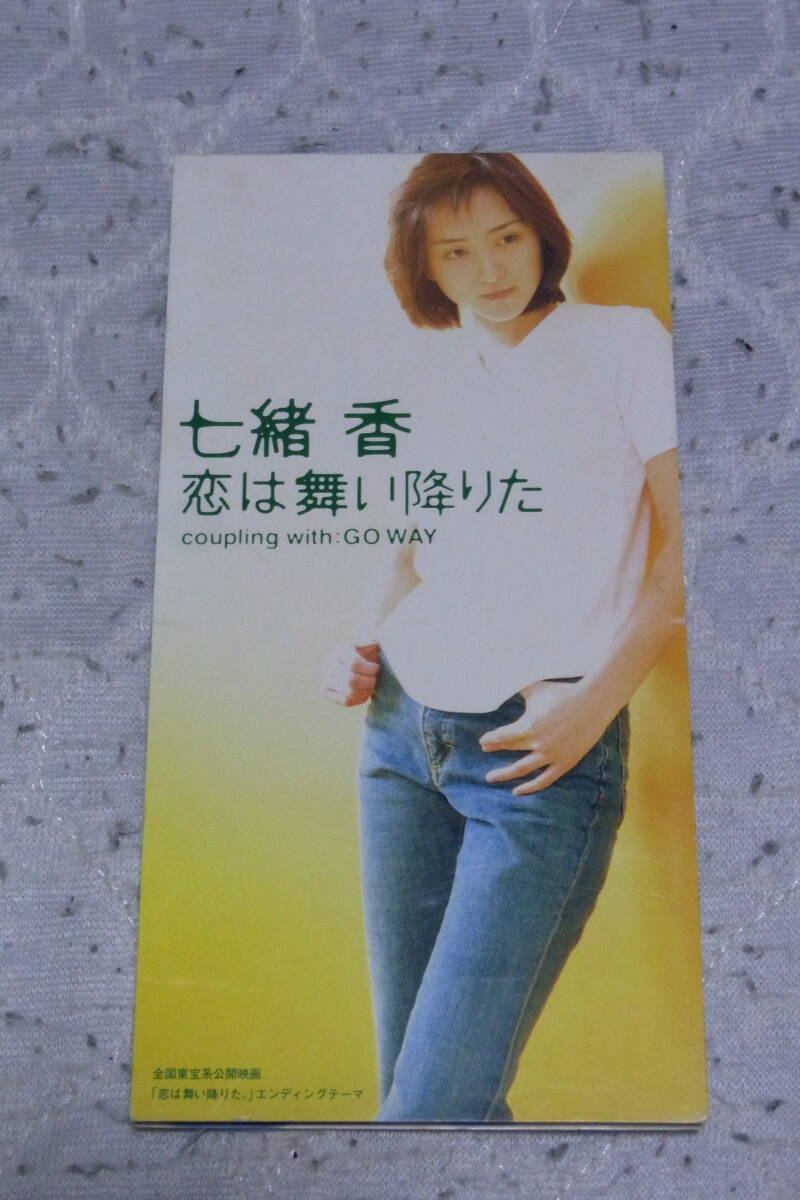 七緒 香
恋は舞い降りた
coupling with:GO WAY
全国東宝系公開映画
「恋は舞い降りた。」エンディングテーマ